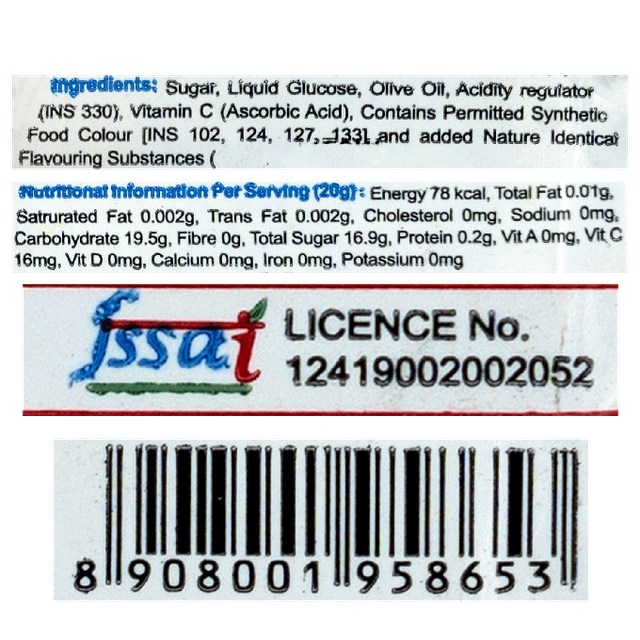 Ingredients: Sugar, Liquid Glucose, Olive Oil, Acidity regulator
(INS 330), Vitamin C (Ascorbic Acid), Contains Permitted Synthetic
Food Colour [INS 102, 124, 127, 133] and added Nature Identical
Flavouring Substances (
Nutritional Information Per Serving (20g): Energy 78 kcal, Total Fat 0.01g,
Satrurated Fat 0.002g, Trans Fat 0.002g, Cholesterol 0mg, Sodium 0mg,
Carbohydrate 19.5g, Fibre 0g, Total Sugar 16.9g, Protein 0.2g, Vit A 0mg, Vit C
16mg, Vit D 0mg, Calcium 0mg, Iron 0mg, Potassium 0mg
fssai LICENCE No.
12419002002052
8 908001 958653